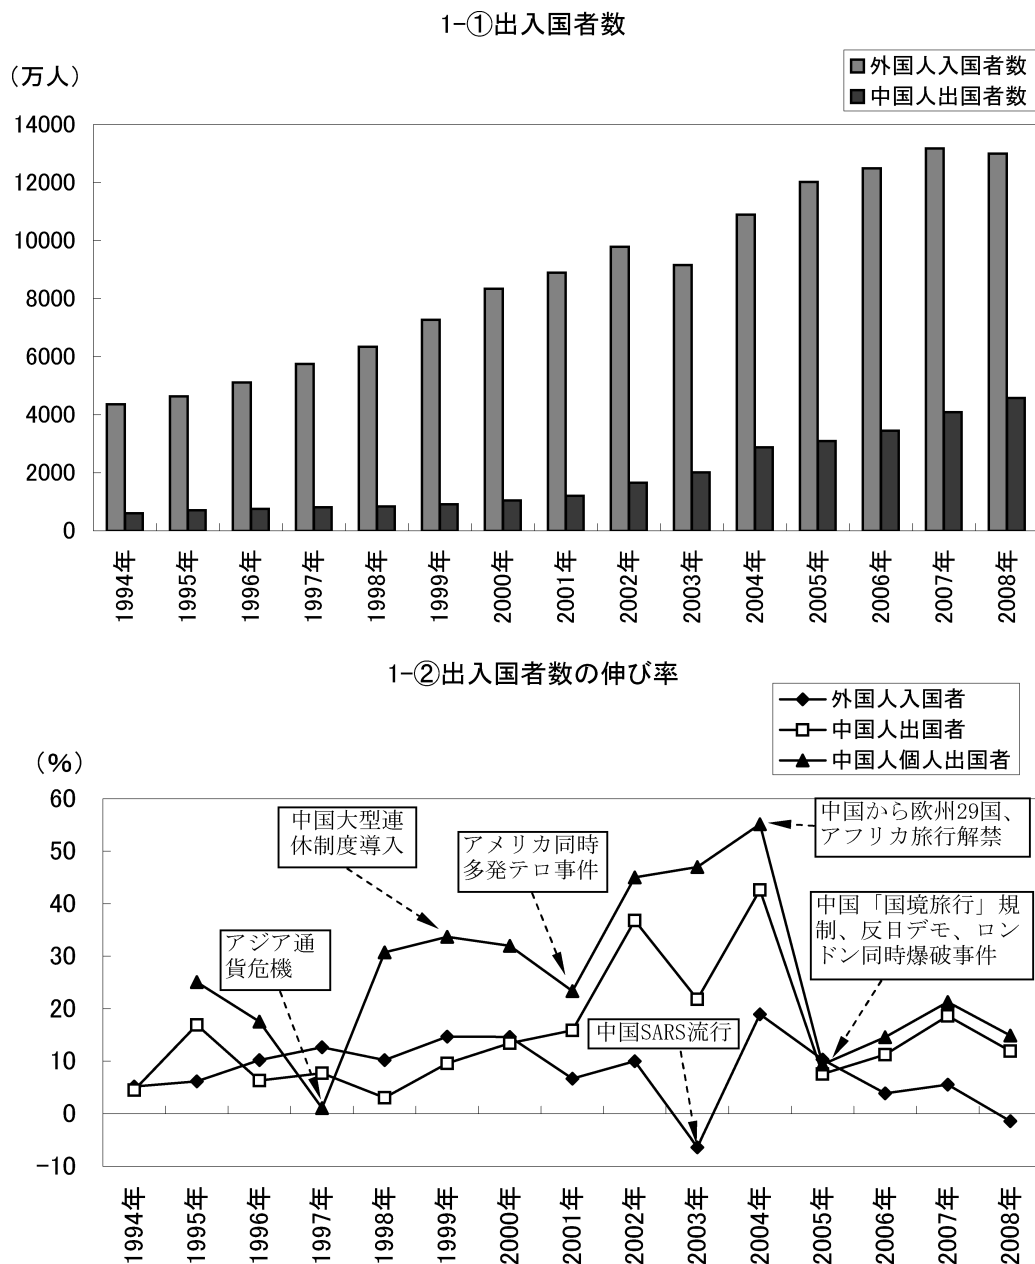 1-①出入国者数
（万人）
外国人入国者数
中国人出国者数
14000
12000
10000
8000
6000
4000
2000
0
1994年
1995年
1996年
1997年
1998年
1999年
2000年
2001年
2002年
2003年
2004年
2005年
2006年
2007年
2008年
1-②出入国者数の伸び率
（%）
外国人入国者
中国人出国者
中国人個人出国者
60
50
40
30
20
10
0
-10
中国大型連
休制度導入
アメリカ同時
多発テロ事件
中国から欧州29国、
アフリカ旅行解禁
アジア通
貨危機
中国「国境旅行」規
制、反日デモ、ロン
ドン同時爆破事件
中国SARS流行
1994年
1995年
1996年
1997年
1998年
1999年
2000年
2001年
2002年
2003年
2004年
2005年
2006年
2007年
2008年